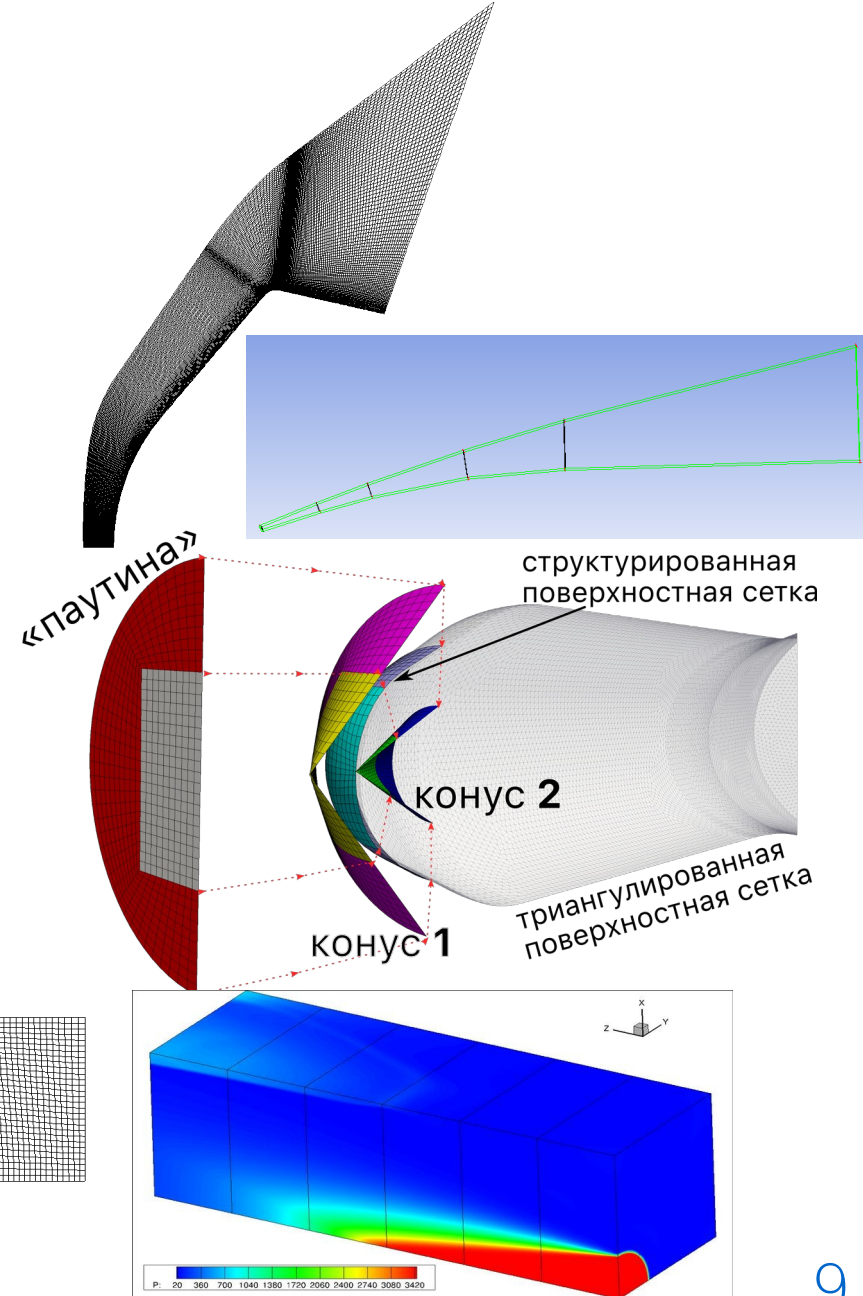 «паутина»
структурированная
поверхностная сетка
конус 2
триангулированная
поверхностная сетка
конус 1
X
Z
Y
P: 20 360 700 1040 1380 1720 2060 2400 2740 3080 3420
9